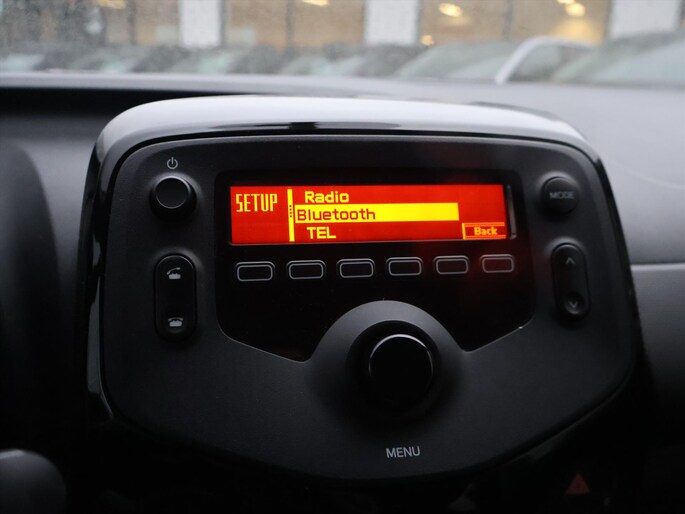 SETUP
Radio
Bluetooth
TEL
Back
MODE
MENU